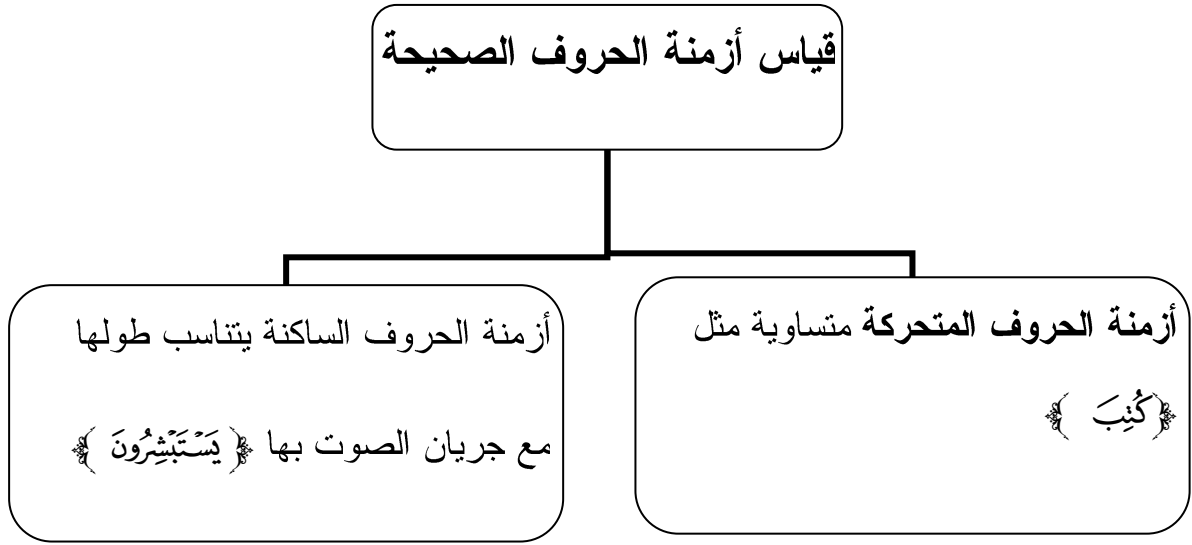 قياس أزمنة الحروف الصحيحة
أزمنة الحروف المتحركة متساوية مثل
﴿كُتِبَ ﴾
أزمنة الحروف الساكنة يتناسب طولها
مع جريان الصوت بها ﴿ يَسْتَبْشِرُونَ ﴾